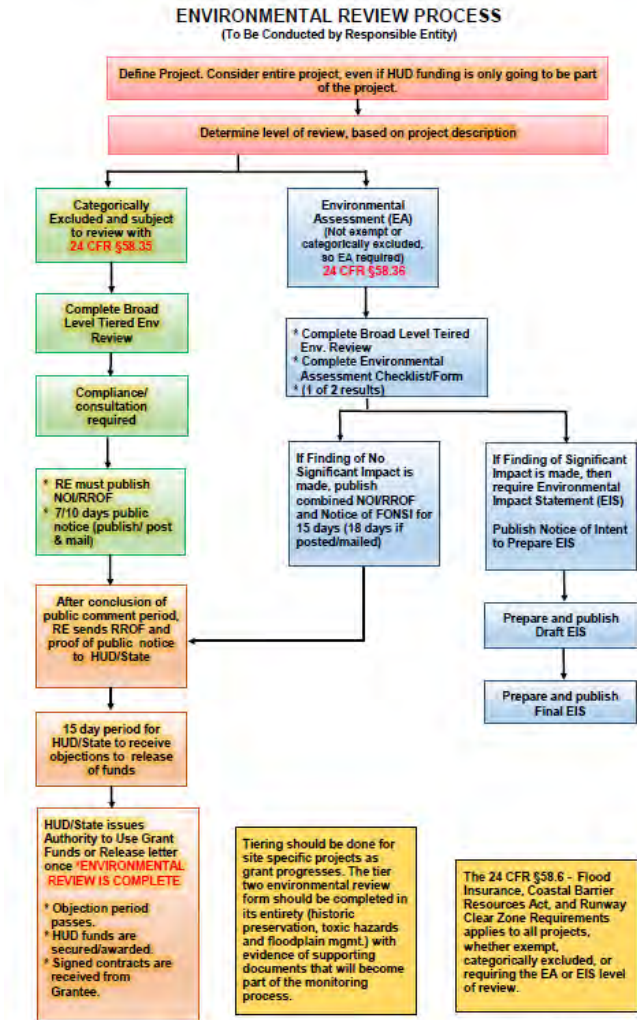 ENVIRONMENTAL REVIEW PROCESS
(To Be Conducted by Responsible Entity)
Define Project. Consider entire project, even if HUD funding is only going to be part
of the project.
Determine level of review, based on project description
Categorically
Excluded and subject
to review with
24 CFR §58.35
Complete Broad
Level Tiered Env
Review
Compliance/
consultation
required
* RE must publish
NOI/RROF
* 7/10 days public
notice (publish/ post
& mail)
Environmental
Assessment (EA)
(Not exempt or
categorically excluded,
so EA required)
24 CFR §58.36
* Complete Broad Level Teired
Env. Review
* Complete Environmental
Assessment Checklist/Form
* (1 of 2 results)
If Finding of No
Significant Impact is
made, publish
combined NOI/RROF
and Notice of FONSI for
15 days (18 days if
posted/mailed)
If Finding of Significant
Impact is made, then
require Environmental
Impact Statement (EIS)
Publish Notice of Intent
to Prepare EIS
Prepare and publish
Draft EIS
Prepare and publish
Final EIS
After conclusion of
public comment period,
RE sends RROF and
proof of public notice
to HUD/State
15 day period for
HUD/State to receive
objections to release
of funds
HUD/State issues
Authority to Use Grant
Funds or Release letter
once *ENVIRONMENTAL
REVIEW IS COMPLETE
* Objection period
passes.
* HUD funds are
secured/awarded.
* Signed contracts are
received from
Grantee.
Tiering should be done for
site specific projects as
grant progresses. The tier
two environmental review
form should be completed in
its entirety (historic
preservation, toxic hazards
and floodplain mgmt.) with
evidence of supporting
documents that will become
part of the monitoring
process.
The 24 CFR §58.6 - Flood
Insurance, Coastal Barrier
Resources Act, and Runway
Clear Zone Requirements
applies to all projects,
whether exempt,
categorically excluded, or
requiring the EA or EIS level
of review.